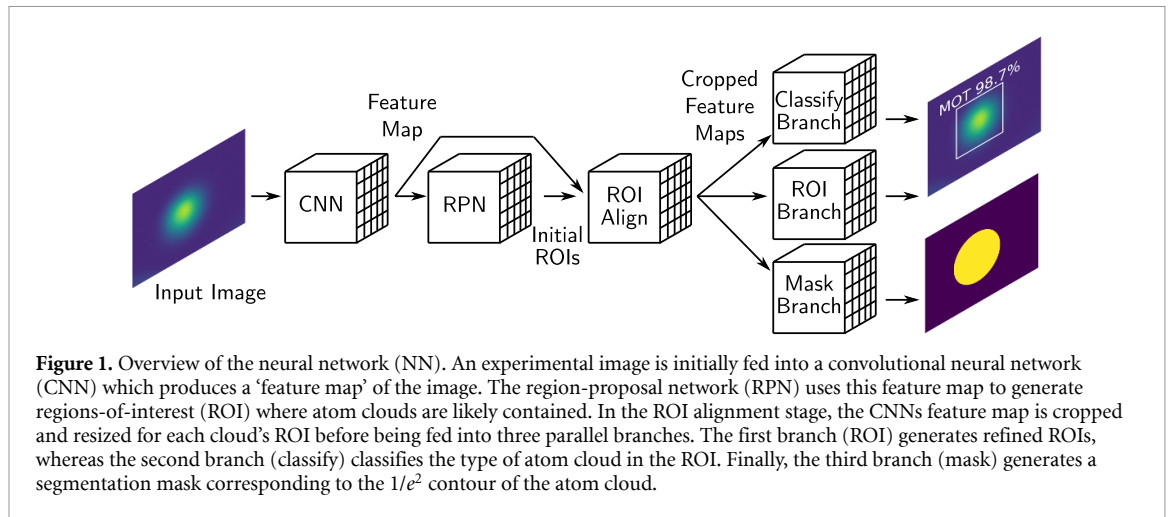 Feature
Map
Cropped
Feature
Maps
Classify
Branch
MOT 98.7%
CNN
RPN
ROI
Align
ROI
Branch
Initial
ROIs
Mask
Branch
Input Image
Figure 1. Overview of the neural network (NN). An experimental image is initially fed into a convolutional neural network
(CNN) which produces a ‘feature map’ of the image. The region-proposal network (RPN) uses this feature map to generate
regions-of-interest (ROI) where atom clouds are likely contained. In the ROI alignment stage, the CNNs feature map is cropped
and resized for each cloud’s ROI before being fed into three parallel branches. The first branch (ROI) generates refined ROIs,
whereas the second branch (classify) classifies the type of atom cloud in the ROI. Finally, the third branch (mask) generates a
segmentation mask corresponding to the 1/e² contour of the atom cloud.